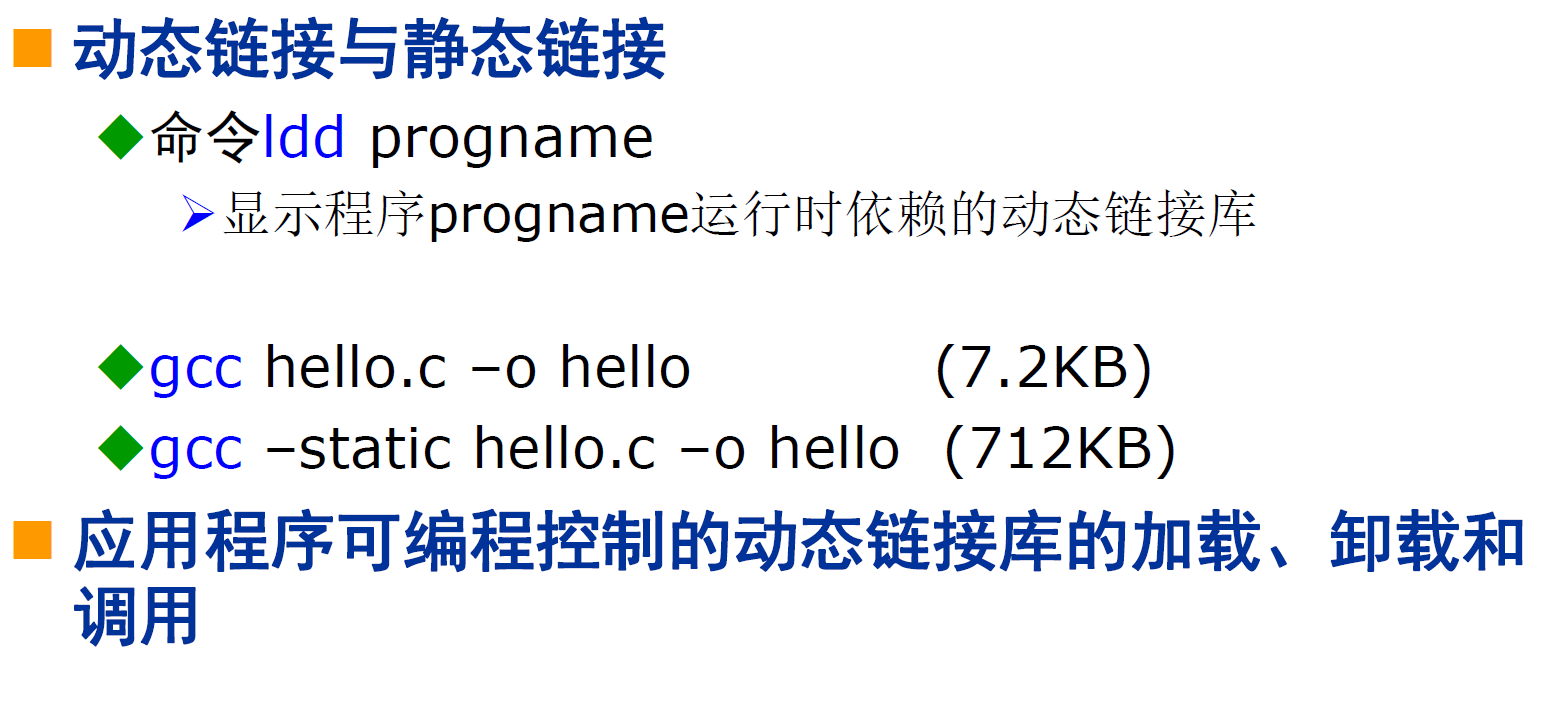 动态链接与静态链接
命令ldd progname
显示程序progname运行时依赖的动态链接库
gcc hello.c –o hello (7.2KB)
gcc –static hello.c –o hello (712KB)
应用程序可编程控制的动态链接库的加载、卸载和
调用